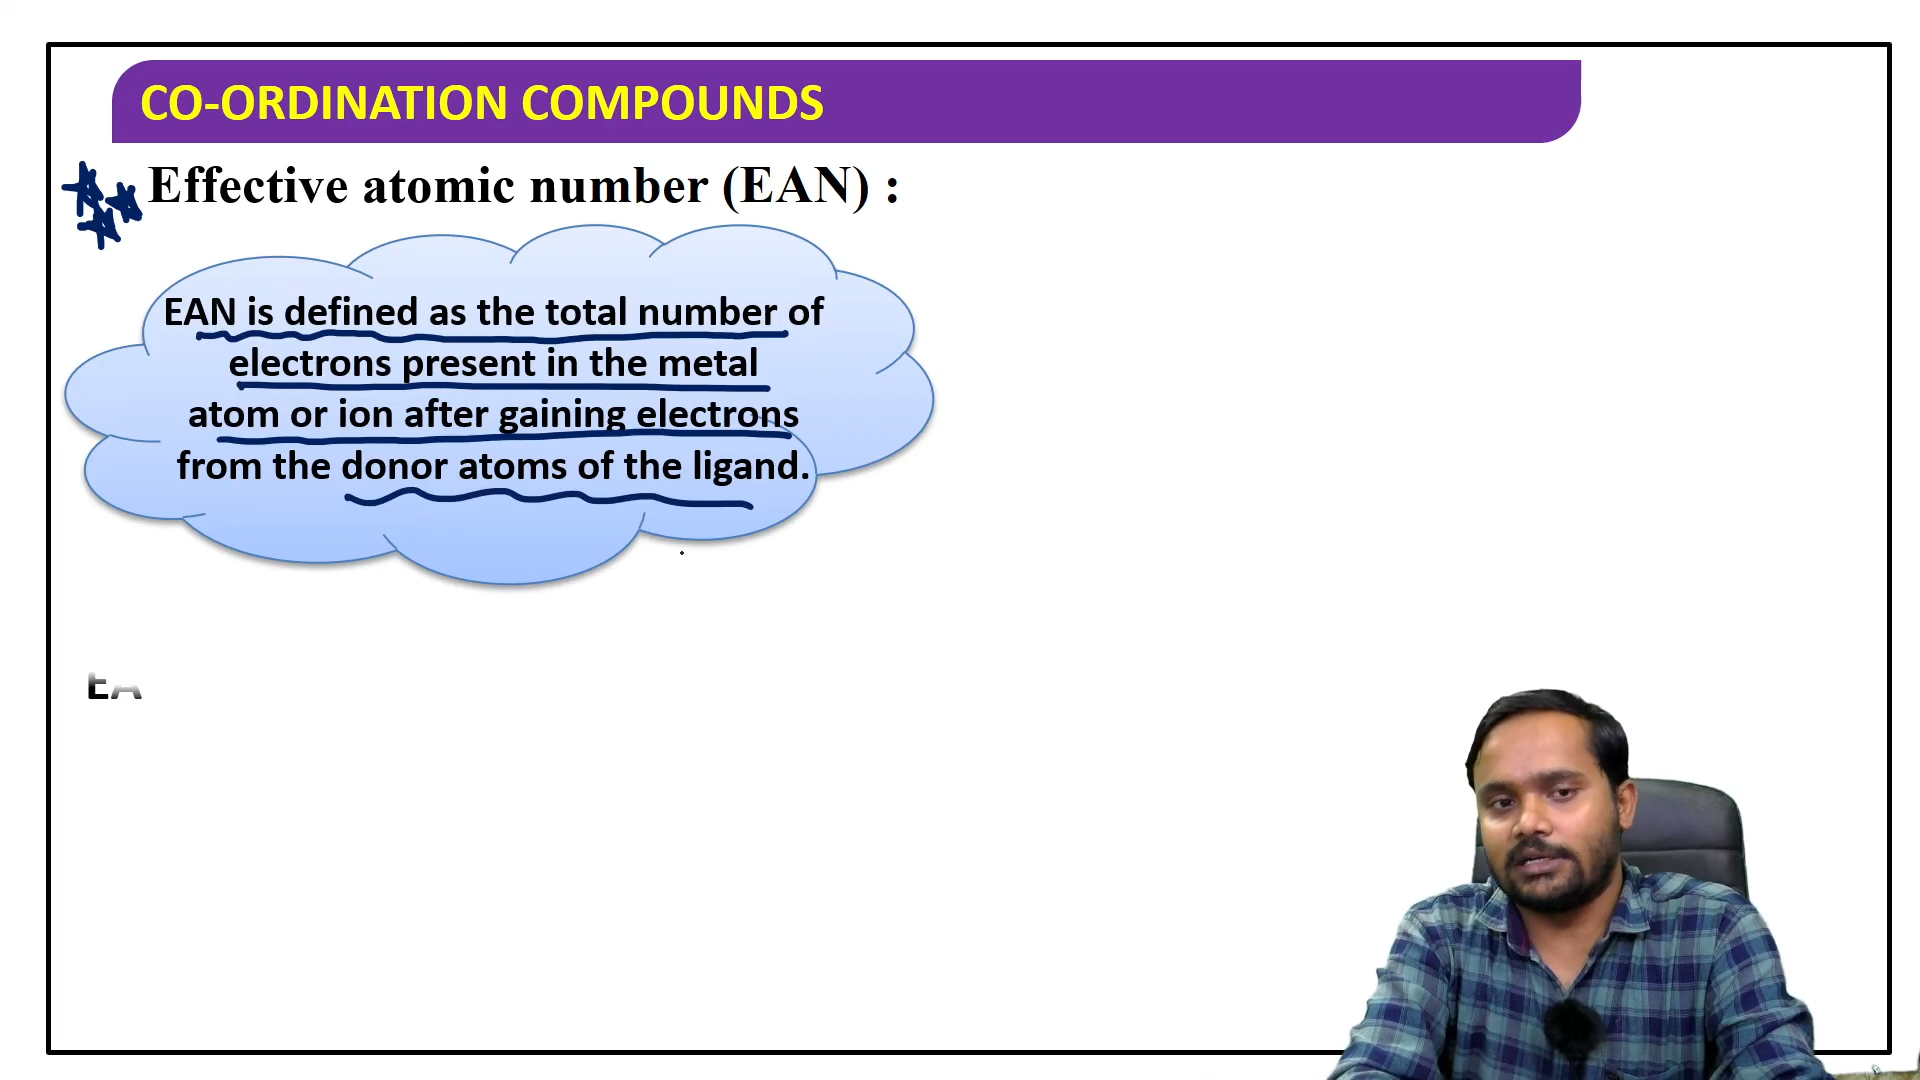 CO-ORDINATION COMPOUNDS
Effective atomic number (EAN) :
EAN is defined as the total number of
electrons present in the metal
atom or ion after gaining electrons
from the donor atoms of the ligand.
EA